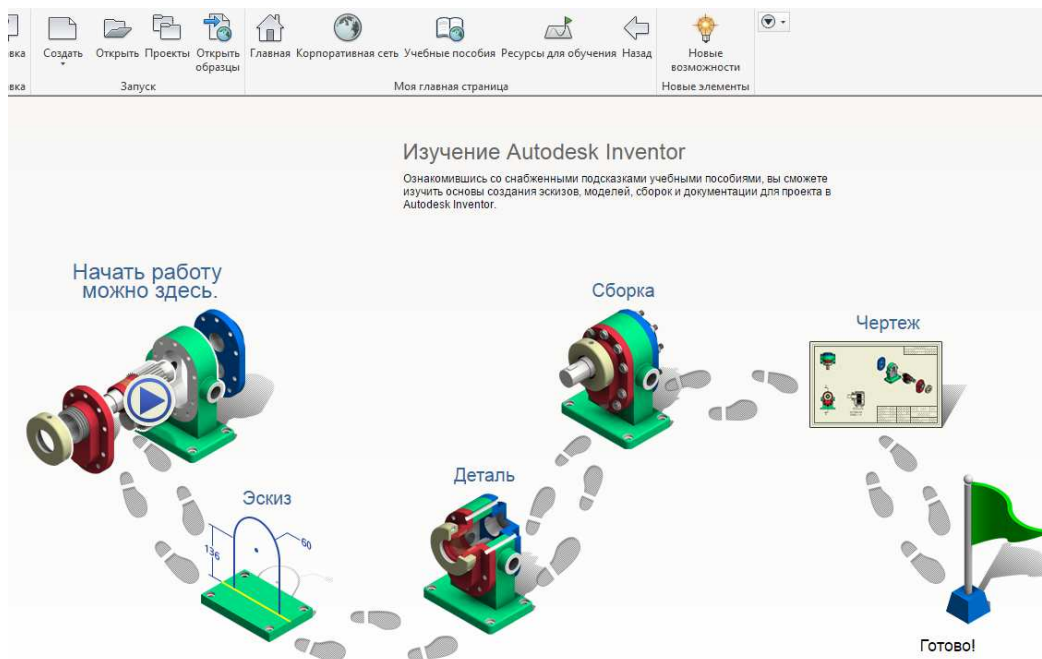 вка
Создать
Открыть
Проекты
Открыть
образцы
Главная
Корпоративная сеть
Учебные пособия
Ресурсы для обучения
Назад
Новые
возможности
вка
Запуск
Моя главная страница
Новые элементы
Изучение Autodesk Inventor
Ознакомившись со снабженными подсказками учебными пособиями, вы сможете
изучить основы создания эскизов, моделей, сборок и документации для проекта в
Autodesk Inventor.
Начать работу
можно здесь.
Сборка
Чертеж
Деталь
Эскиз
136
60
Готово!